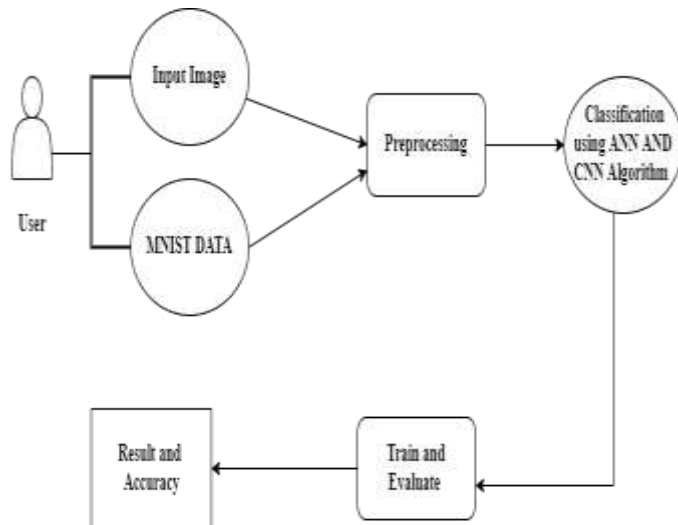 Input Image
User
MNIST DATA
Preprocessing
Classification
using ANN AND
CNN Algorithm
Train and
Evaluate
Result and
Accuracy